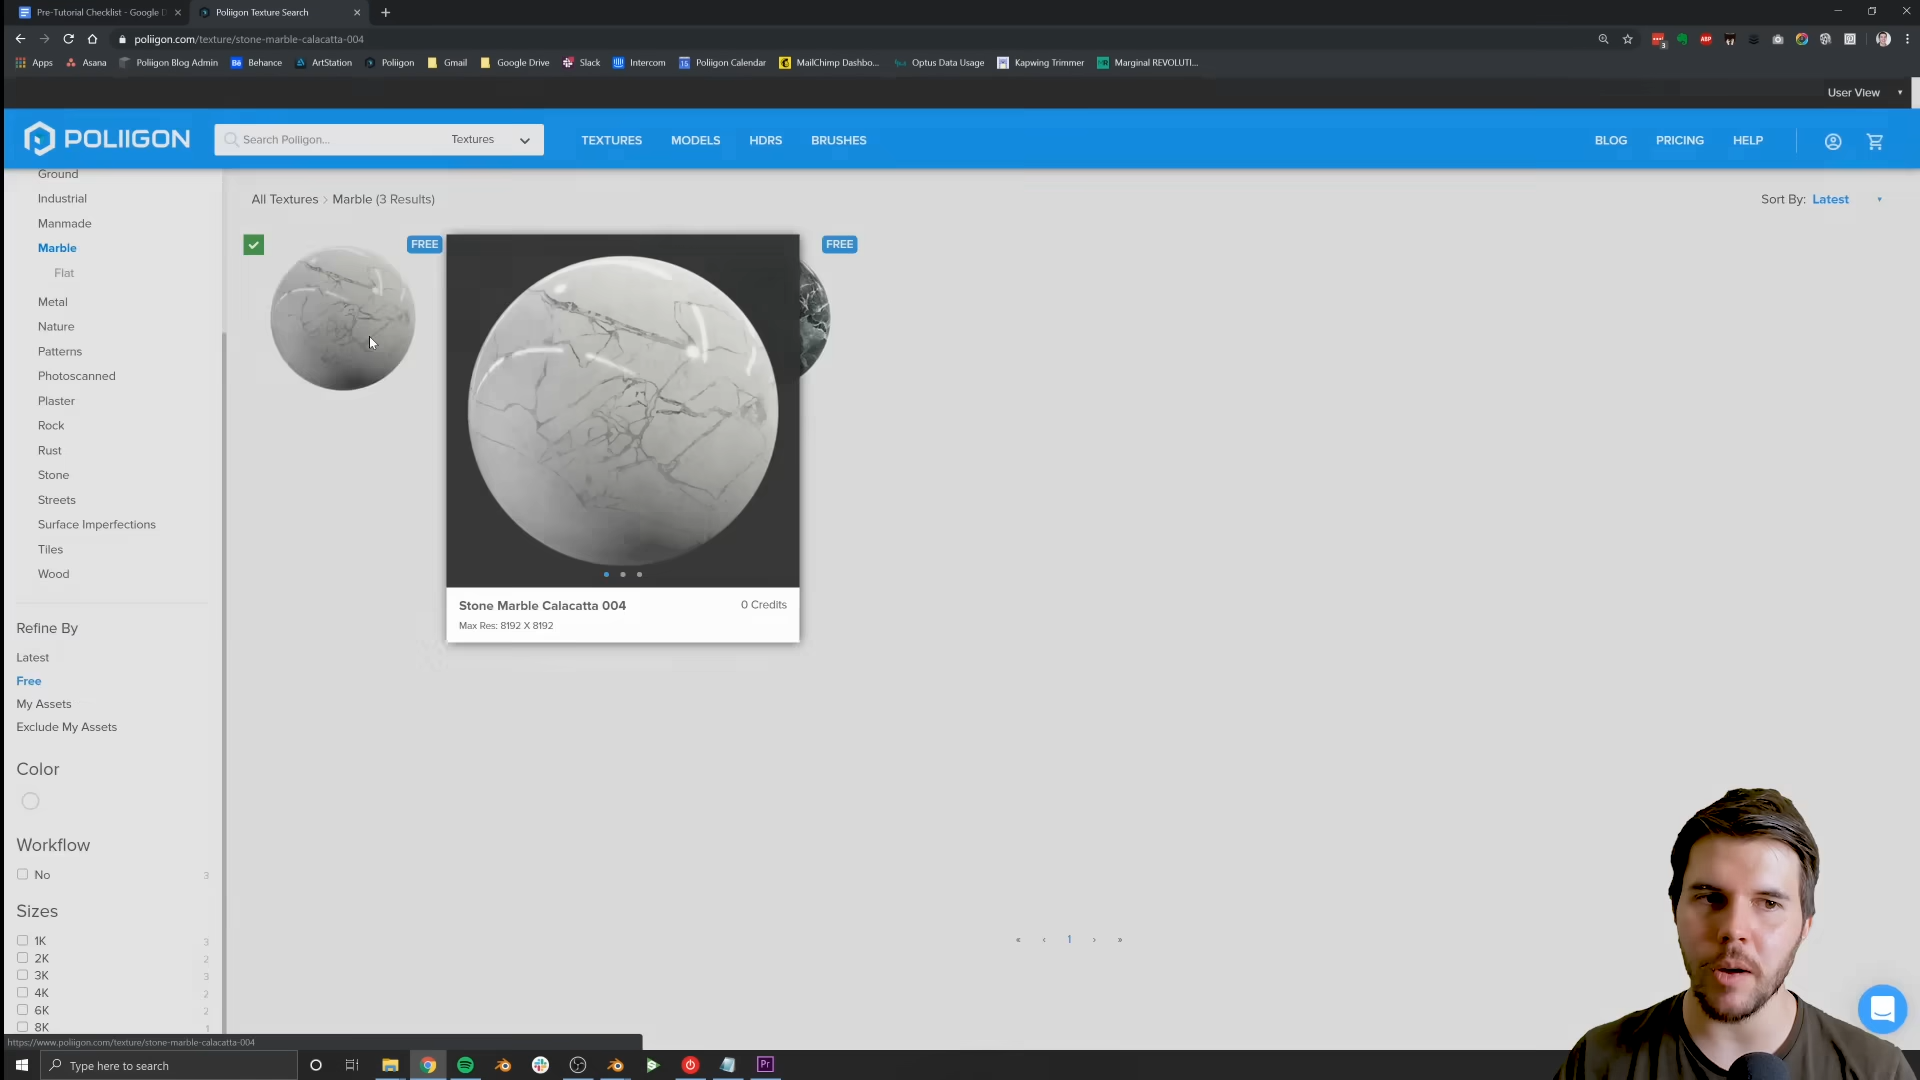 Pre-Tutorial Checklist - Google D
Poliigon Texture Search
poliigon.com/texture/stone-marble-calacatta-004
Apps
Asana
Poliigon Blog Admin
Behance
ArtStation
Poliigon
Gmail
Google Drive
Slack
Intercom
Poliigon Calendar
MailChimp Dashbo...
Optus Data Usage
Kapwing Trimmer
Marginal REVOLUTI...
User View
POLIIGON
Search Poliigon...
Textures
TEXTURES
MODELS
HDRS
BRUSHES
BLOG
PRICING
HELP
Ground
Industrial
Manmade
Marble
Flat
Metal
Nature
Patterns
Photoscanned
Plaster
Rock
Rust
Stone
Streets
Surface Imperfections
Tiles
Wood
Refine By
Latest
Free
My Assets
Exclude My Assets
Color
Workflow
No 3
Sizes
1K 3
2K 2
3K 3
4K 2
6K 2
8K 1
All Textures > Marble (3 Results)
Sort By: Latest
FREE
FREE
Stone Marble Calacatta 004
0 Credits
Max Res: 8192 X 8192
« ‹ 1 › »
https://www.poliigon.com/texture/stone-marble-calacatta-004
Type here to search
Pr